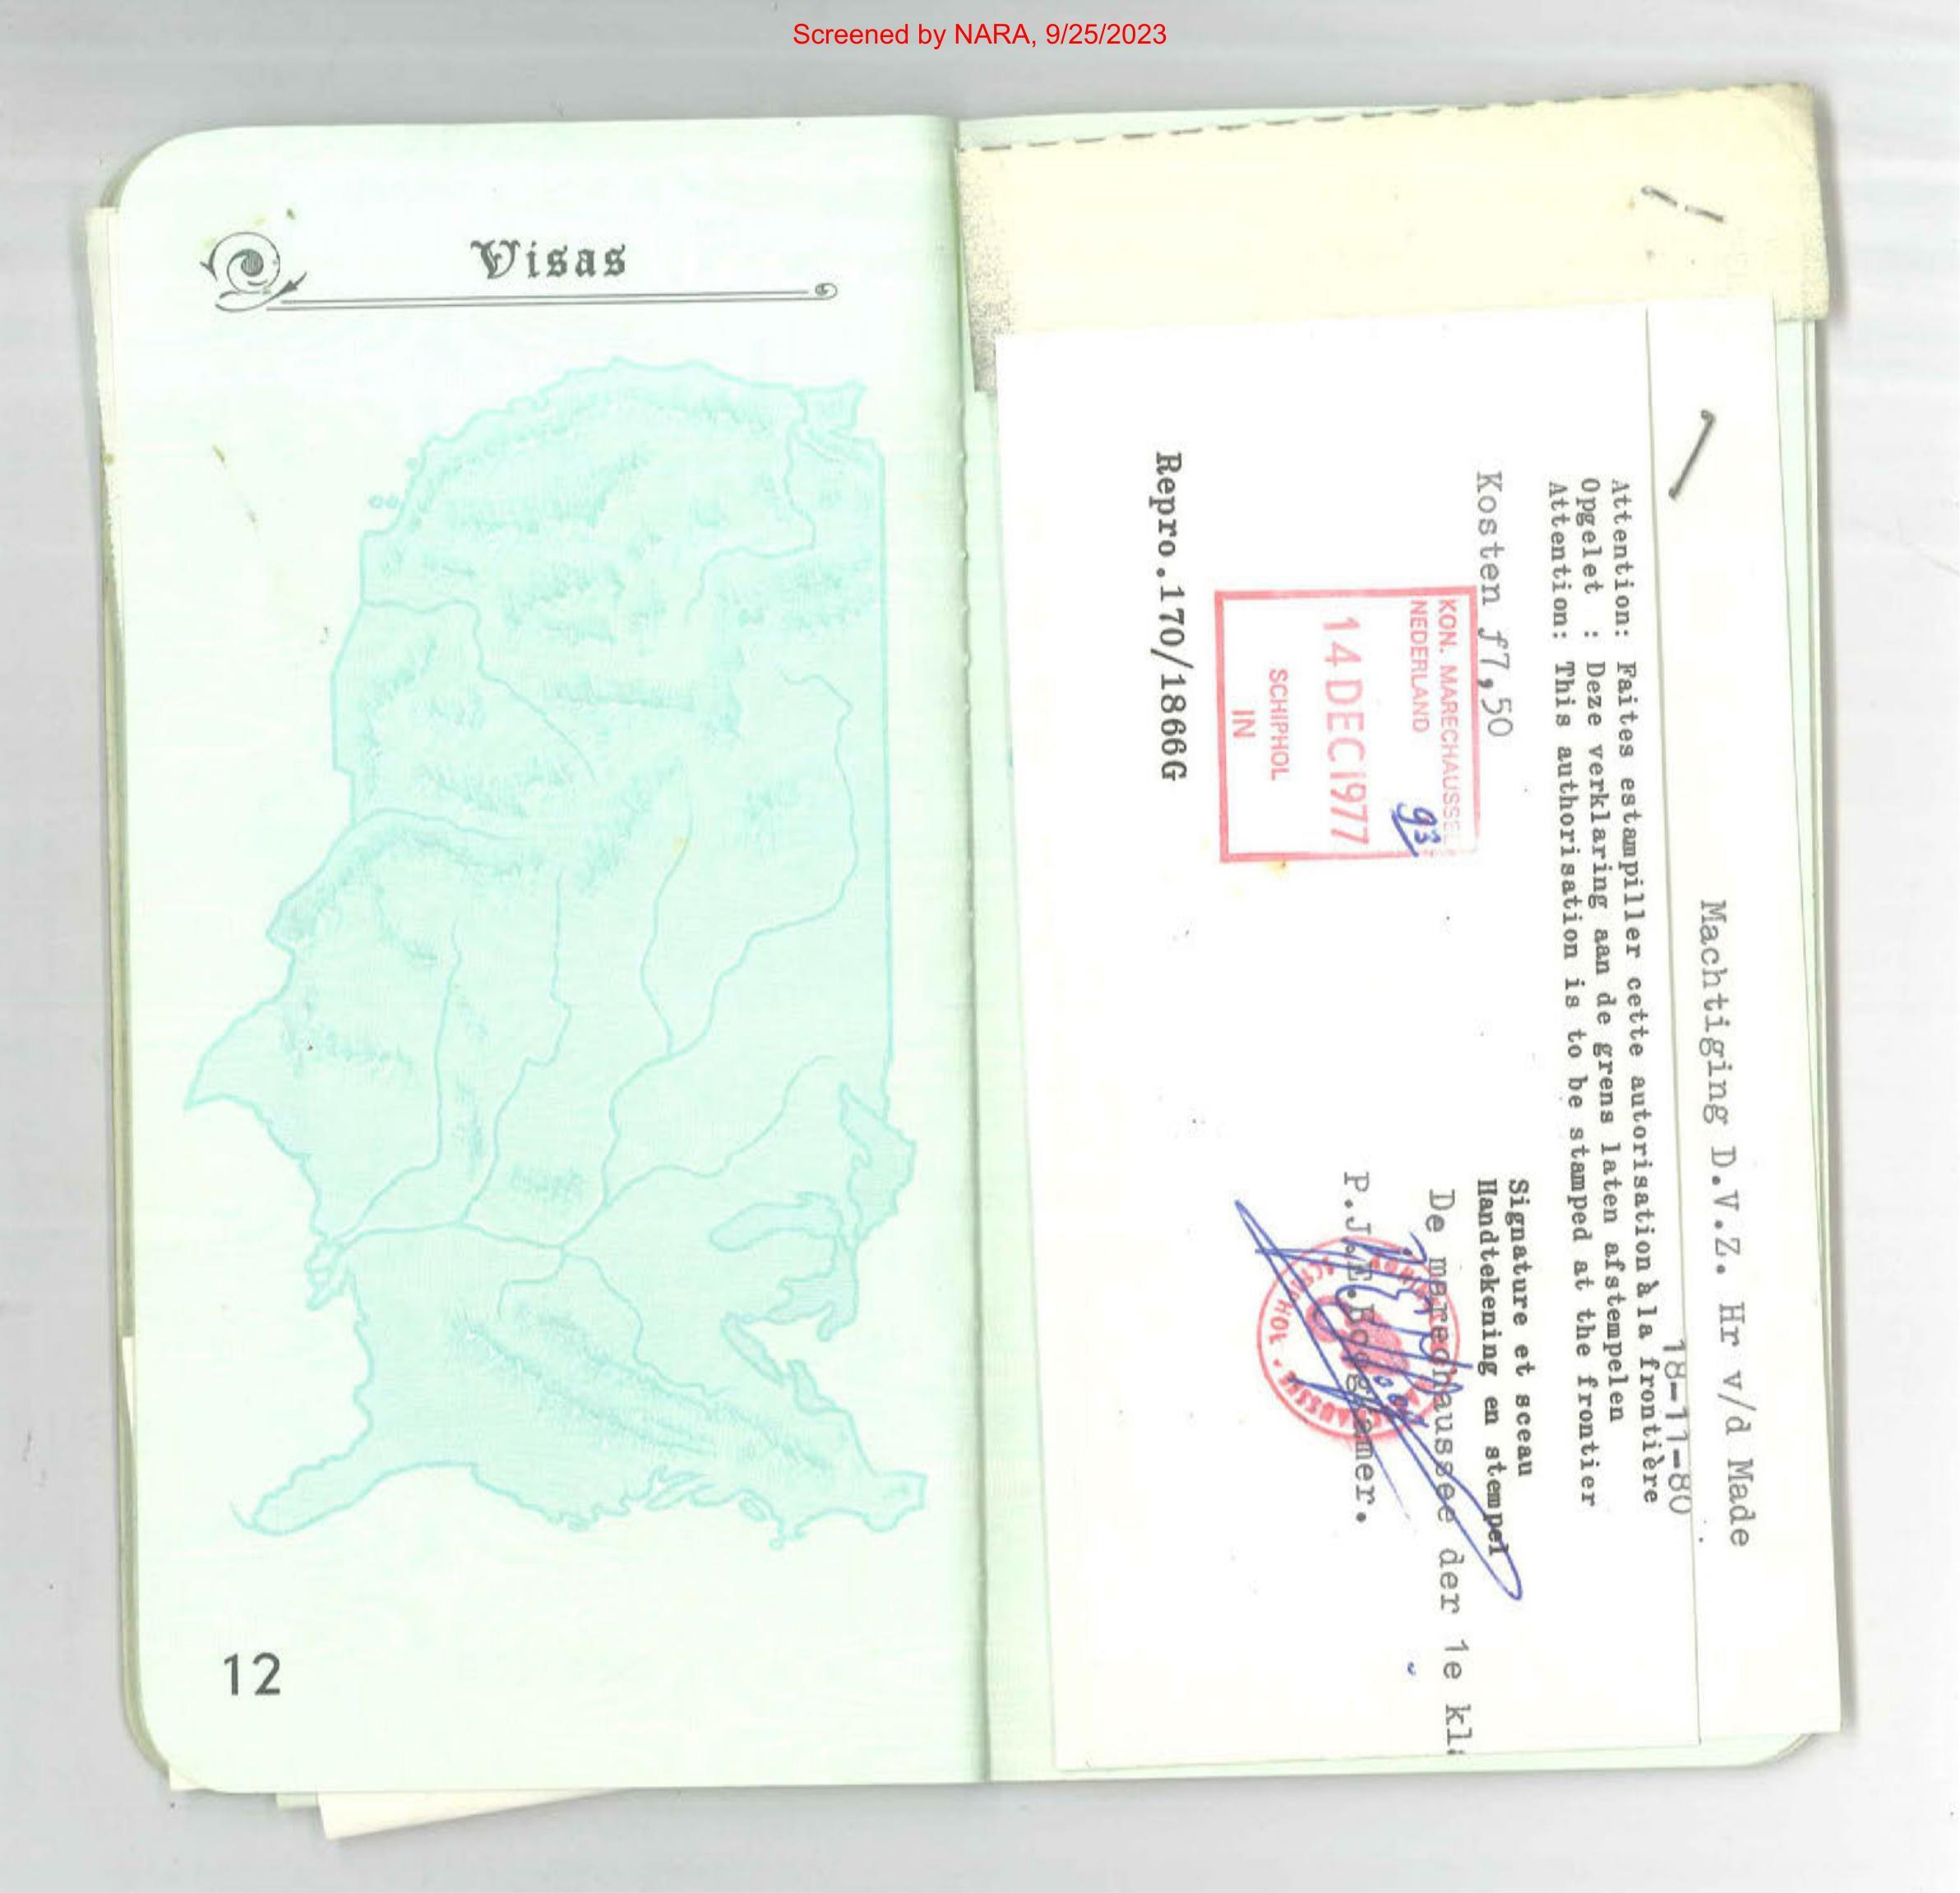 Screened by NARA, 9/25/2023
Visas
12
Machtiging D.V.Z. Hr v/d Made
18-11-80
Attention: Faites estampiller cette autorisation à la frontière
Opgelet : Deze verklaring aan de grens laten afstempelen
Attention: This authorisation is to be stamped at the frontier
Signature et sceau
Handtekening en stempel
Kosten f7,50
De marechaussee der 1e kl
P.J.
KON. MARECHAUSSEE
NEDERLAND
93
14 DEC 1977
SCHIPHOL
IN
Repro.170/1866G